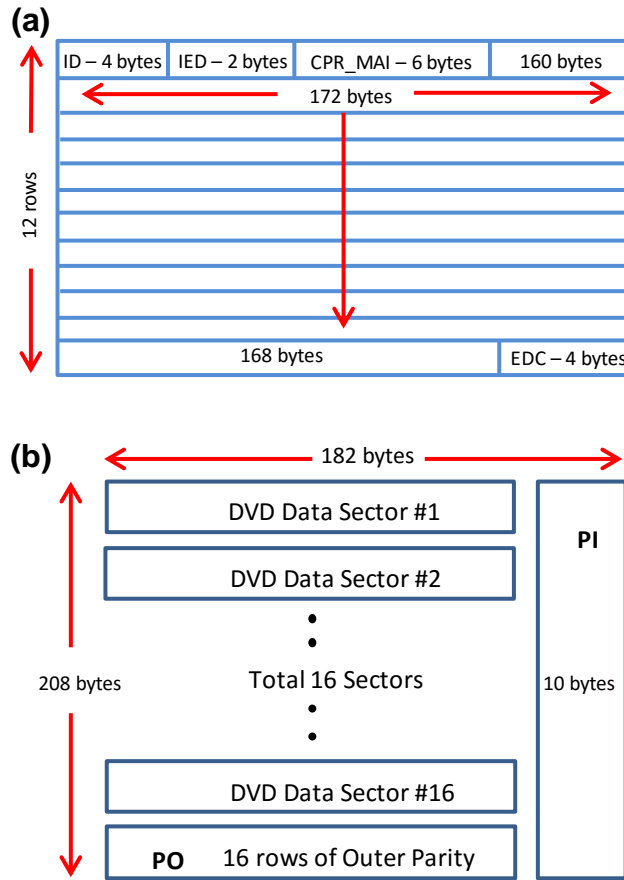 (a)
ID – 4 bytes IED – 2 bytes CPR_MAI – 6 bytes 160 bytes
172 bytes
12 rows
168 bytes EDC – 4 bytes
(b)
182 bytes
DVD Data Sector #1
PI
DVD Data Sector #2
208 bytes Total 16 Sectors 10 bytes
DVD Data Sector #16
PO 16 rows of Outer Parity